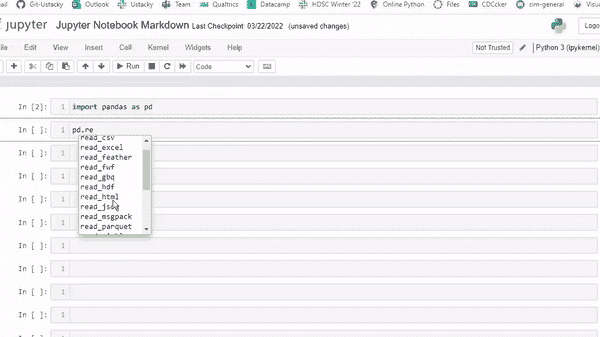 Git-Ustacky Outlook Ustacky Team Qualtrics Datacamp HDSC Winter '22 Events Online Python CDCcker crm-general Visu
jupyter Jupyter Notebook Markdown Last Checkpoint: 03/22/2022 (unsaved changes) Logo
File Edit View Insert Cell Kernel Widgets Help Not Trusted Python 3 (ipykernel)
Run Code
In [2]: 1 import pandas as pd
In [ ]: 1 pd.re
read_csv
read_excel
In [ ]: 1
read_feather
read_fwf
In [ ]: 1
read_gbq
read_hdf
In [ ]: 1
read_html
read_json
read_msgpack
In [ ]: 1
read_parquet
In [ ]: 1
In [ ]: 1
In [ ]: 1
In [ ]: 1
In [ ]: 1